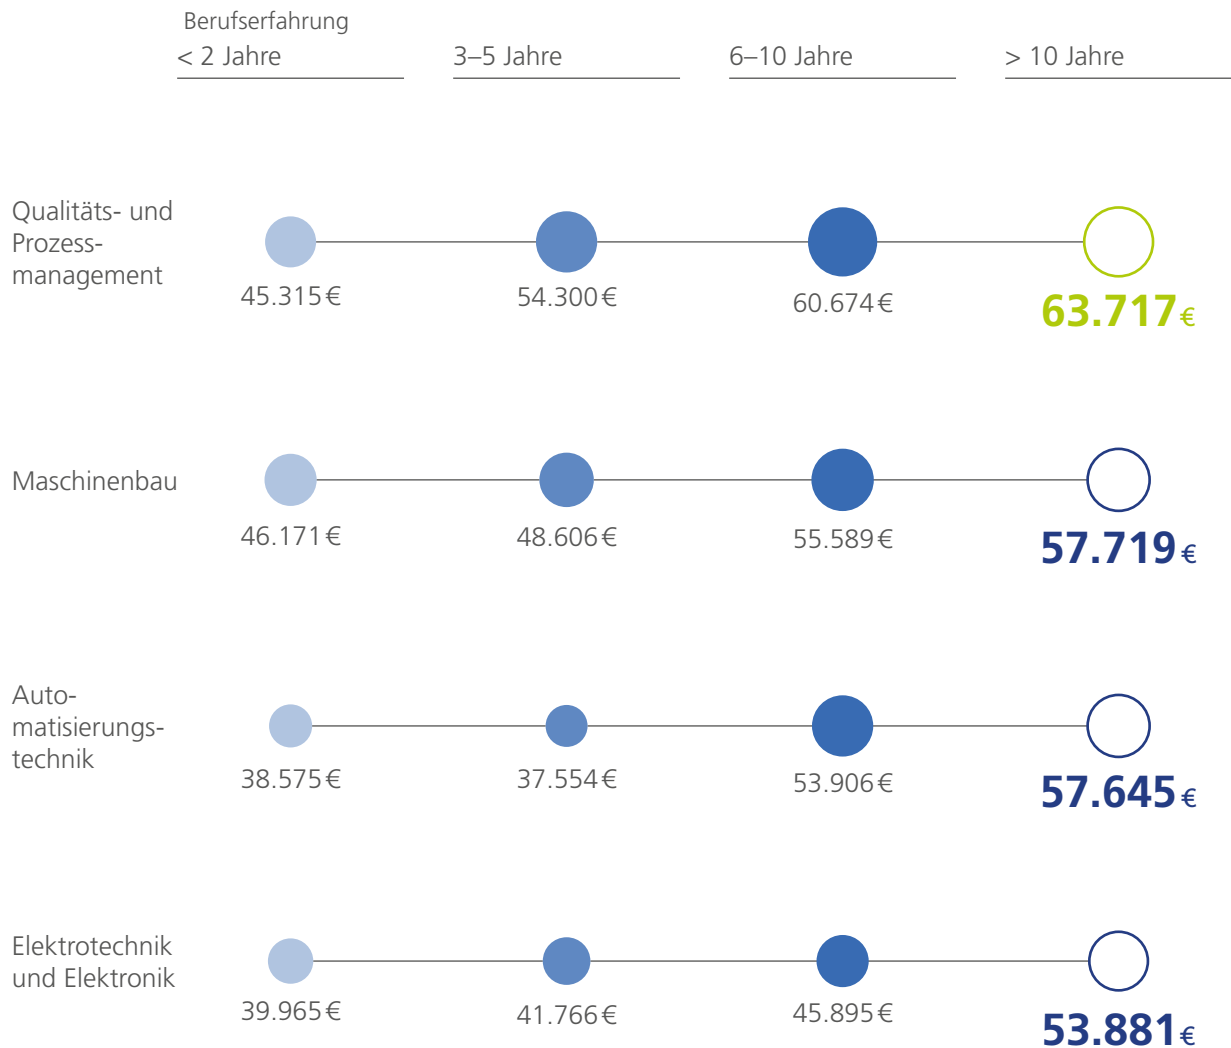 Berufserfahrung
< 2 Jahre
3–5 Jahre
6–10 Jahre
> 10 Jahre
Qualitäts- und
Prozess-
management
45.315 €
54.300 €
60.674 €
63.717 €
Maschinenbau
46.171 €
48.606 €
55.589 €
57.719 €
Auto-
matisierungs-
technik
38.575 €
37.554 €
53.906 €
57.645 €
Elektrotechnik
und Elektronik
39.965 €
41.766 €
45.895 €
53.881 €